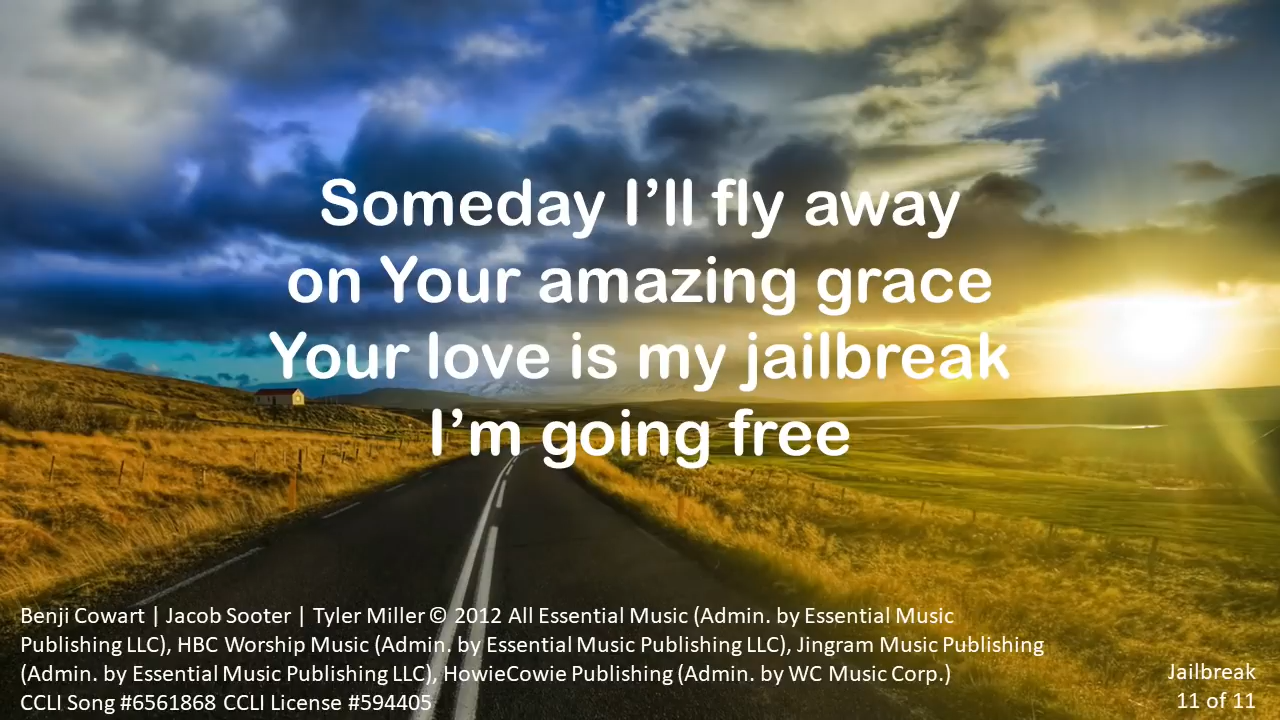 Someday I’ll fly away
on Your amazing grace
Your love is my jailbreak
I’m going free
Benji Cowart | Jacob Sooter | Tyler Miller © 2012 All Essential Music (Admin. by Essential Music
Publishing LLC), HBC Worship Music (Admin. by Essential Music Publishing LLC), Jingram Music Publishing
(Admin. by Essential Music Publishing LLC), HowieCowie Publishing (Admin. by WC Music Corp.)
CCLI Song #6561868 CCLI License #594405
Jailbreak
11 of 11